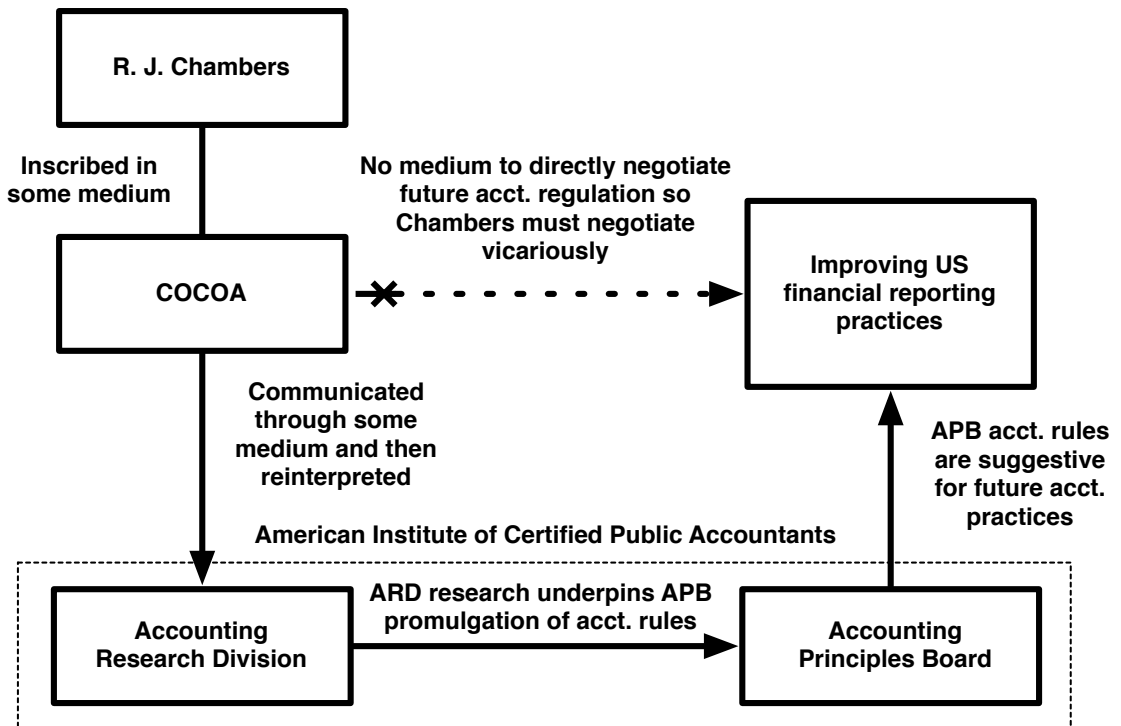 R. J. Chambers
Inscribed in
some medium
No medium to directly negotiate
future acct. regulation so
Chambers must negotiate
vicariously
COCOA
Improving US
financial reporting
practices
Communicated
through some
medium and then
reinterpreted
APB acct. rules
are suggestive
for future acct.
practices
American Institute of Certified Public Accountants
Accounting
Research Division
ARD research underpins APB
promulgation of acct. rules
Accounting
Principles Board